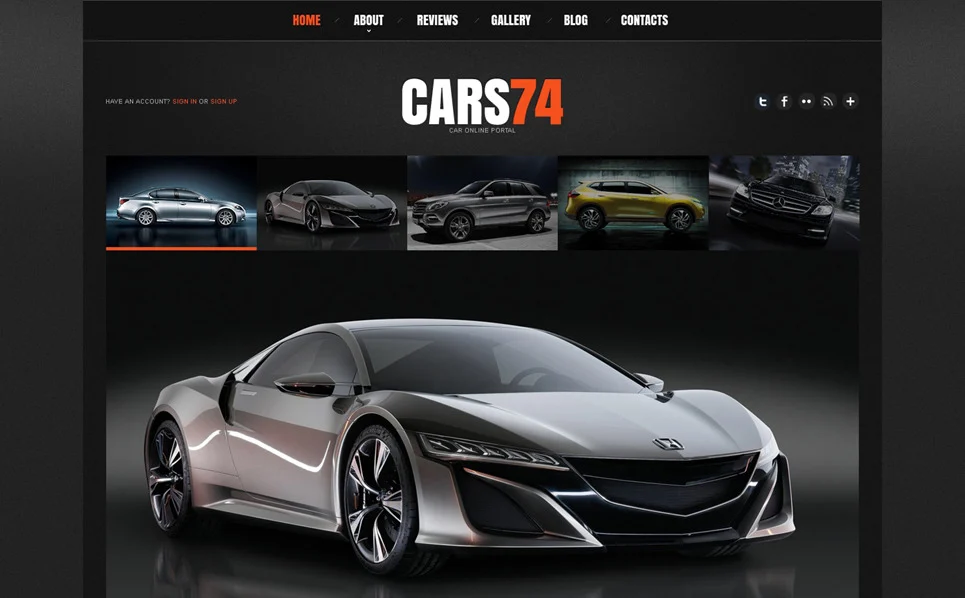 HOME ABOUT REVIEWS GALLERY BLOG CONTACTS
HAVE AN ACCOUNT? SIGN IN OR SIGN UP
CARS74
CAR ONLINE PORTAL